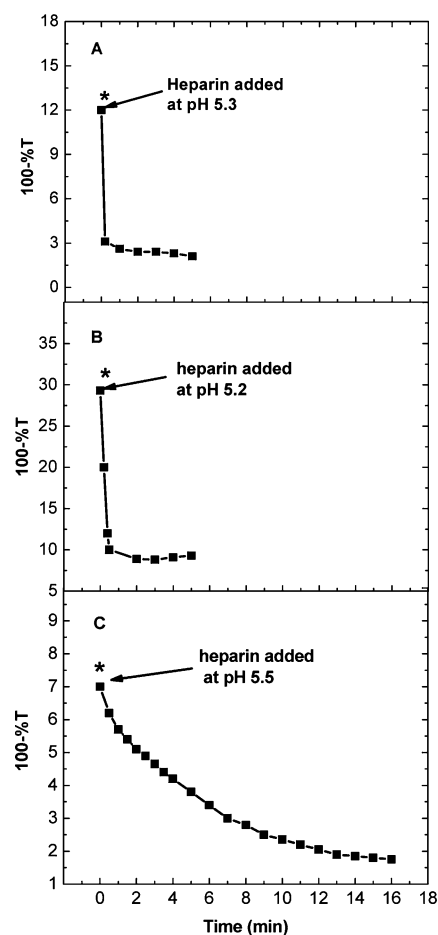 A
*
Heparin added
at pH 5.3
100-%T
18
15
12
9
6
3
0
B
*
heparin added
at pH 5.2
100-%T
35
30
25
20
15
10
5
C
*
heparin added
at pH 5.5
100-%T
9
8
7
6
5
4
3
2
1
0 2 4 6 8 10 12 14 16 18
Time (min)